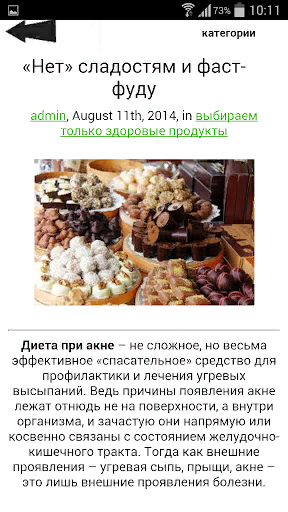 73% 10:11
категории
«Нет» сладостям и фаст-
фуду
admin, August 11th, 2014, in выбираем
только здоровые продукты
Диета при акне – не сложное, но весьма
эффективное «спасательное» средство для
профилактики и лечения угревых
высыпаний. Ведь причины появления акне
лежат отнюдь не на поверхности, а внутри
организма, и зачастую они напрямую или
косвенно связаны с состоянием желудочно-
кишечного тракта. Тогда как внешние
проявления – угревая сыпь, прыщи, акне –
это лишь внешние проявления болезни.